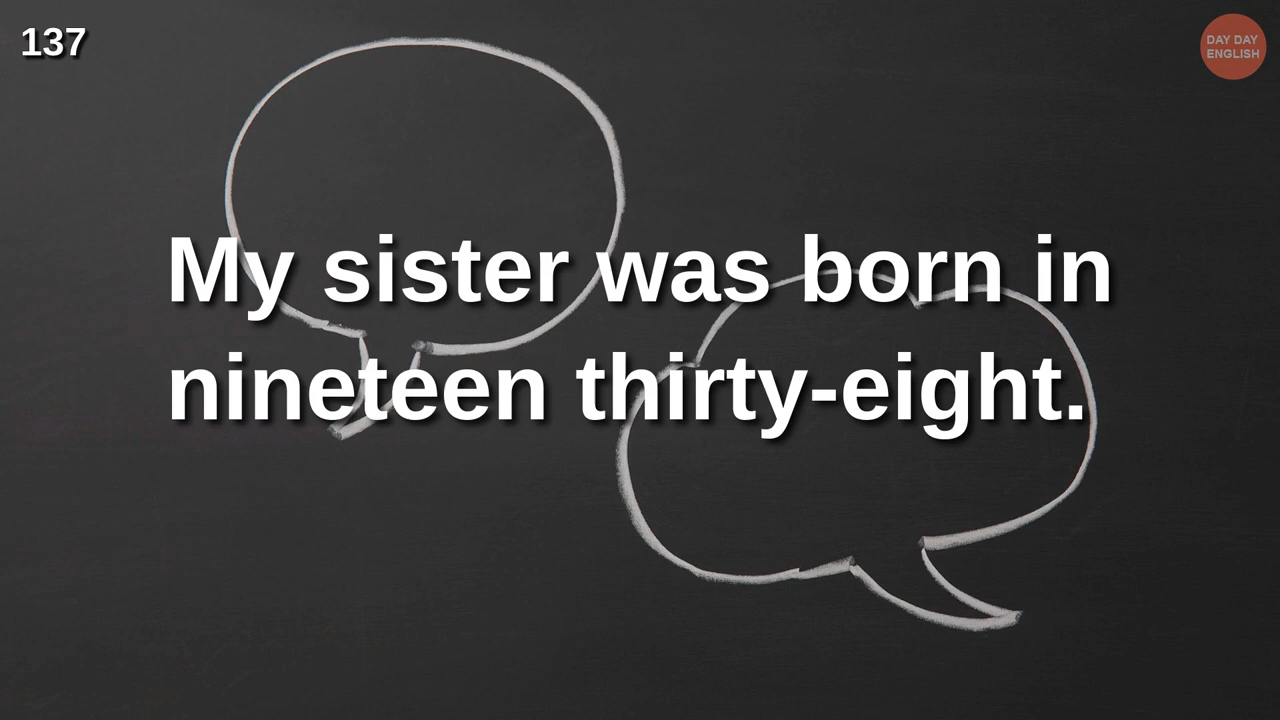 137
DAY DAY
ENGLISH
My sister was born in
nineteen thirty-eight.